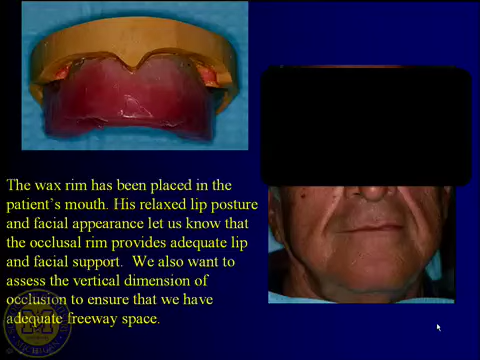 The wax rim has been placed in the
patient's mouth. His relaxed lip posture
and facial appearance let us know that
the occlusal rim provides adequate lip
and facial support.  We also want to
assess the vertical dimension of
occlusion to ensure that we have
adequate freeway space.